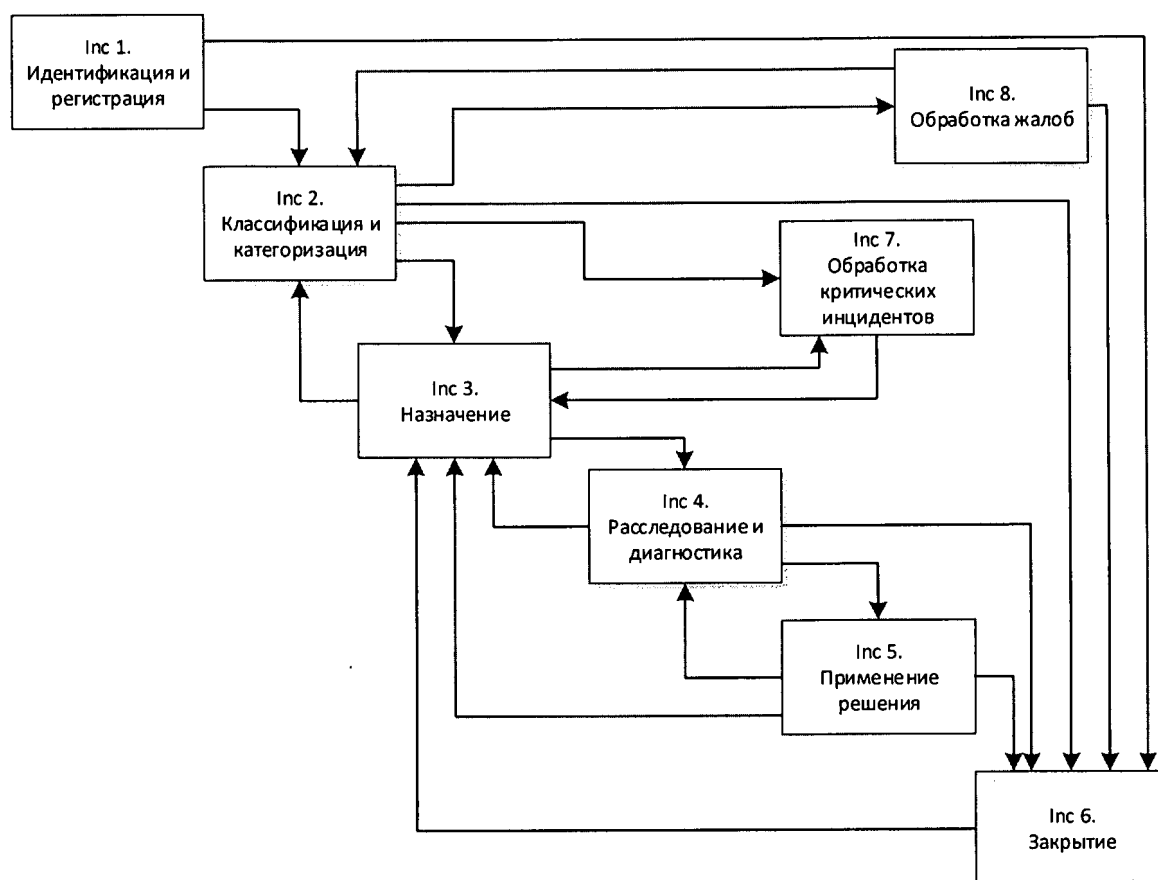 Inc 1.
Идентификация и
регистрация
Inc 8.
Обработка жалоб
Inc 2.
Классификация и
категоризация
Inc 7.
Обработка
критических
инцидентов
Inc 3.
Назначение
Inc 4.
Расследование и
диагностика
Inc 5.
Применение
решения
Inc 6.
Закрытие